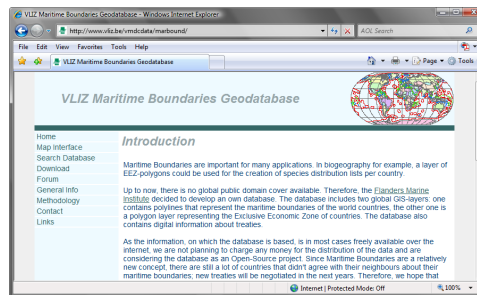 VLIZ Maritime Boundaries Geodatabase - Windows Internet Explorer
http://www.vliz.be/vmdcdata/marbound/
AOL Search
File Edit View Favorites Tools Help
VLIZ Maritime Boundaries Geodatabase
Page Tools
VLIZ Maritime Boundaries Geodatabase
Home
Map Interface
Search Database
Download
Forum
General Info
Methodology
Contact
Links
Introduction
Maritime Boundaries are important for many applications. In biogeography for example, a layer of
EEZ-polygons could be used for the creation of species distribution lists per country.
Up to now, there is no global public domain cover available. Therefore, the Flanders Marine
Institute decided to develop an own database. The database includes two global GIS-layers: one
contains polylines that represent the maritime boundaries of the world countries, the other one is
a polygon layer representing the Exclusive Economic Zone of countries. The database also
contains digital information about treaties.
As the information, on which the database is based, is in most cases freely available over the
internet, we are not planning to charge any money for the distribution of the data and are
considering the database as an Open-Source project. Since Maritime Boundaries are a relatively
new concept, there are still a lot of countries that didn't agree with their neighbours about their
maritime boundaries; new treaties will be negotiated in the next years. Therefore, we hope that
Internet | Protected Mode: Off
100%